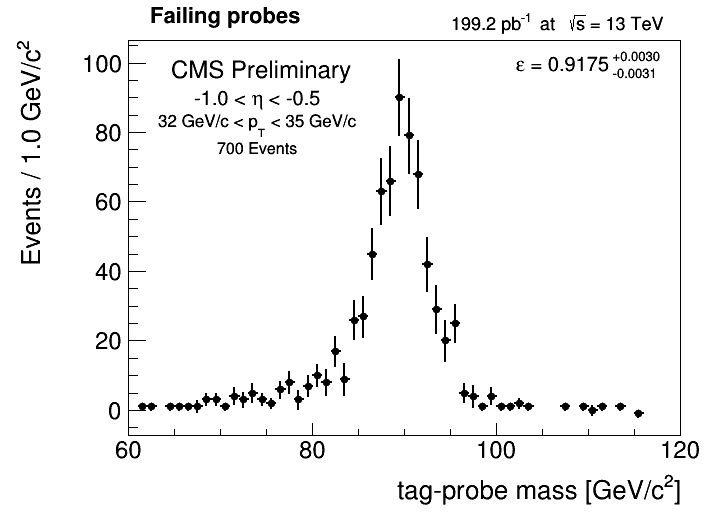 Failing probes
199.2 pb⁻¹ at √s = 13 TeV
CMS Preliminary
-1.0 < η < -0.5
32 GeV/c < p_T < 35 GeV/c
700 Events
ε = 0.9175 +0.0030 -0.0031
Events / 1.0 GeV/c²
100
80
60
40
20
0
60 80 100 120
tag-probe mass [GeV/c²]